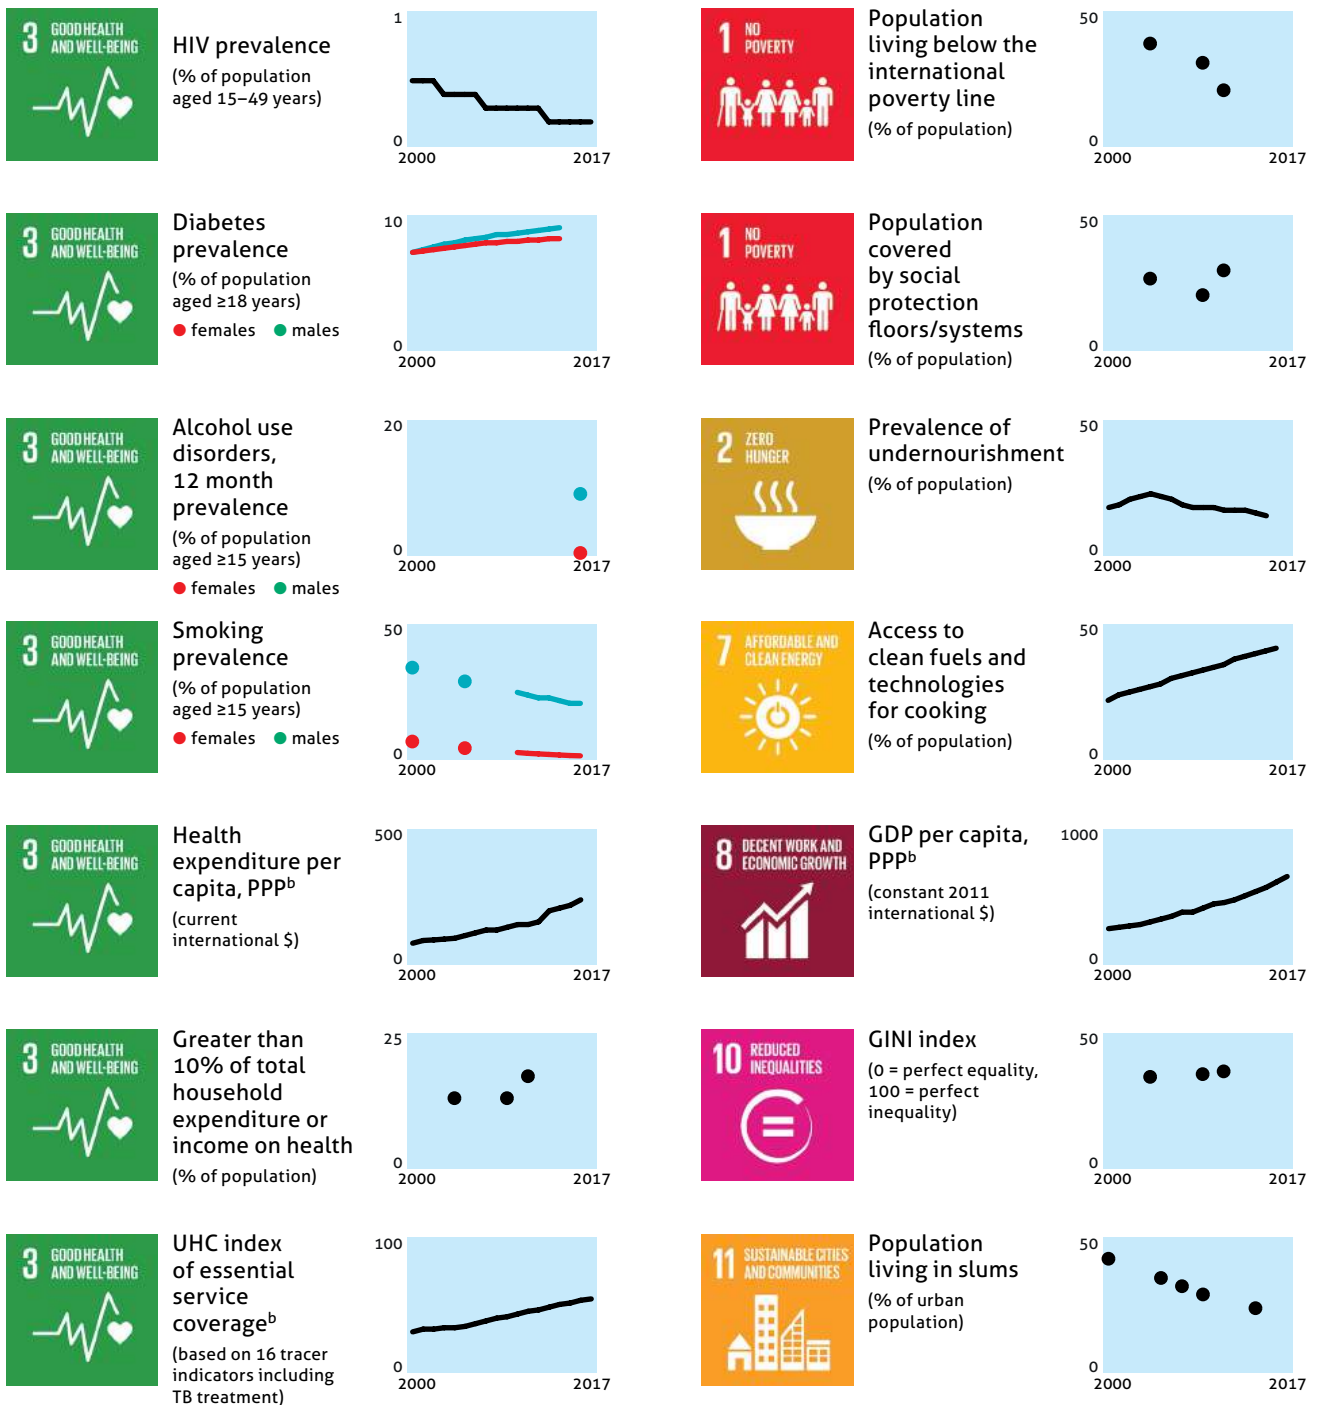 3 GOOD HEALTH
AND WELL-BEING
HIV prevalence
(% of population
aged 15–49 years)
1
0
2000 2017
3 GOOD HEALTH
AND WELL-BEING
Diabetes
prevalence
(% of population
aged ≥18 years)
females males
10
0
2000 2017
3 GOOD HEALTH
AND WELL-BEING
Alcohol use
disorders,
12 month
prevalence
(% of population
aged ≥15 years)
females males
20
0
2000 2017
3 GOOD HEALTH
AND WELL-BEING
Smoking
prevalence
(% of population
aged ≥15 years)
females males
50
0
2000 2017
3 GOOD HEALTH
AND WELL-BEING
Health
expenditure per
capita, PPPᵇ
(current
international $)
500
0
2000 2017
3 GOOD HEALTH
AND WELL-BEING
Greater than
10% of total
household
expenditure or
income on health
(% of population)
25
0
2000 2017
3 GOOD HEALTH
AND WELL-BEING
UHC index
of essential
service
coverageᵇ
(based on 16 tracer
indicators including
TB treatment)
100
0
2000 2017
1 NO
POVERTY
Population
living below the
international
poverty line
(% of population)
50
0
2000 2017
1 NO
POVERTY
Population
covered
by social
protection
floors/systems
(% of population)
50
0
2000 2017
2 ZERO
HUNGER
Prevalence of
undernourishment
(% of population)
50
0
2000 2017
7 AFFORDABLE AND
CLEAN ENERGY
Access to
clean fuels and
technologies
for cooking
(% of population)
50
0
2000 2017
8 DECENT WORK AND
ECONOMIC GROWTH
GDP per capita,
PPPᵇ
(constant 2011
international $)
1000
0
2000 2017
10 REDUCED
INEQUALITIES
GINI index
(0 = perfect equality,
100 = perfect
inequality)
50
0
2000 2017
11 SUSTAINABLE CITIES
AND COMMUNITIES
Population
living in slums
(% of urban
population)
50
0
2000 2017